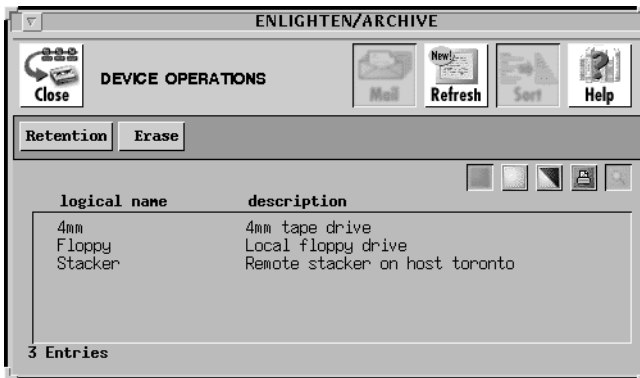 ENLIGHTEN/ARCHIVE
Close
DEVICE OPERATIONS
Mail
New!
Refresh
Sort
Help
Retention
Erase
logical name description
4mm 4mm tape drive
Floppy Local floppy drive
Stacker Remote stacker on host toronto
3 Entries